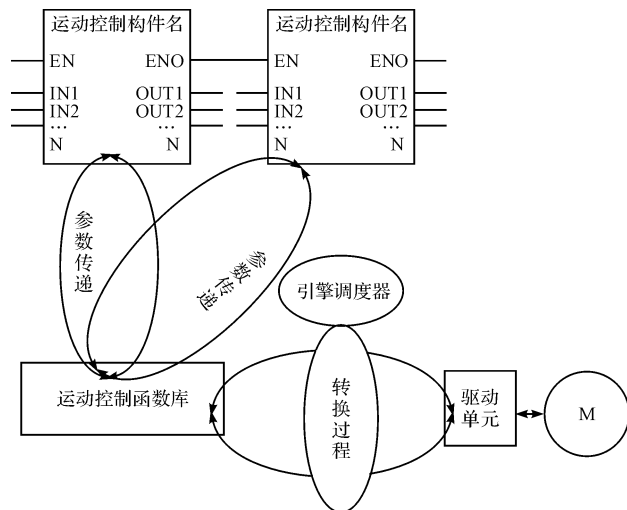 运动控制构件名
运动控制构件名
EN
ENO
EN
ENO
IN1
OUT1
IN1
OUT1
IN2
OUT2
IN2
OUT2
...
...
...
...
N
N
N
N
参数传递
参数传递
引擎调度器
运动控制函数库
转换过程
驱动
单元
M